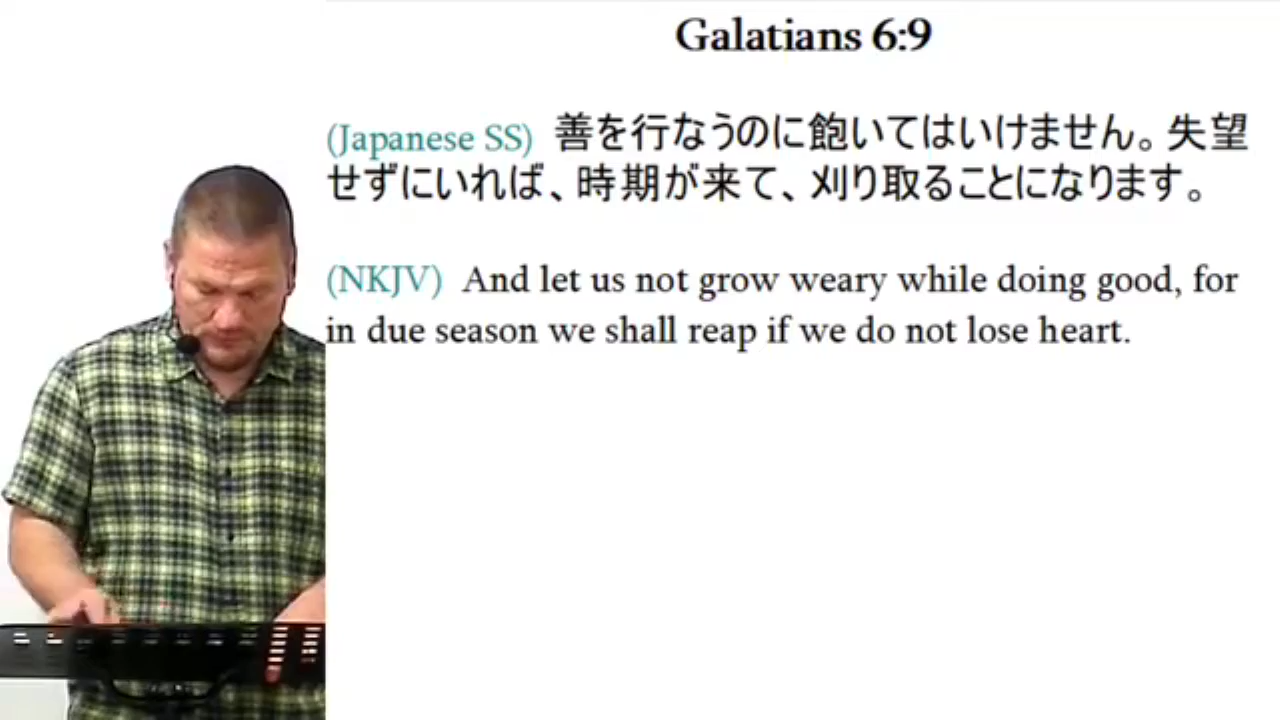 Galatians 6:9
(Japanese SS) 善を行なうのに飽いてはいけません。失望
せずにいれば、時期が来て、刈り取ることになります。
(NKJV) And let us not grow weary while doing good, for
in due season we shall reap if we do not lose heart.